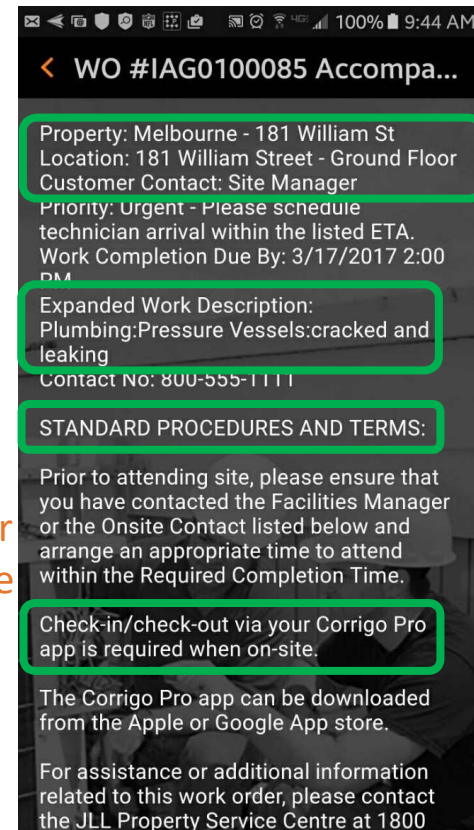 4G 100% 9:44 AM
< WO #IAG0100085 Accompa...
Property: Melbourne - 181 William St
Location: 181 William Street - Ground Floor
Customer Contact: Site Manager
Priority: Urgent - Please schedule
technician arrival within the listed ETA.
Work Completion Due By: 3/17/2017 2:00
PM
Expanded Work Description:
Plumbing:Pressure Vessels:cracked and
leaking
Contact No: 800-555-1111
STANDARD PROCEDURES AND TERMS:
Prior to attending site, please ensure that
you have contacted the Facilities Manager
or the Onsite Contact listed below and
arrange an appropriate time to attend
within the Required Completion Time.
Check-in/check-out via your Corrigo Pro
app is required when on-site.
The Corrigo Pro app can be downloaded
from the Apple or Google App store.
For assistance or additional information
related to this work order, please contact
the JLL Property Service Centre at 1800